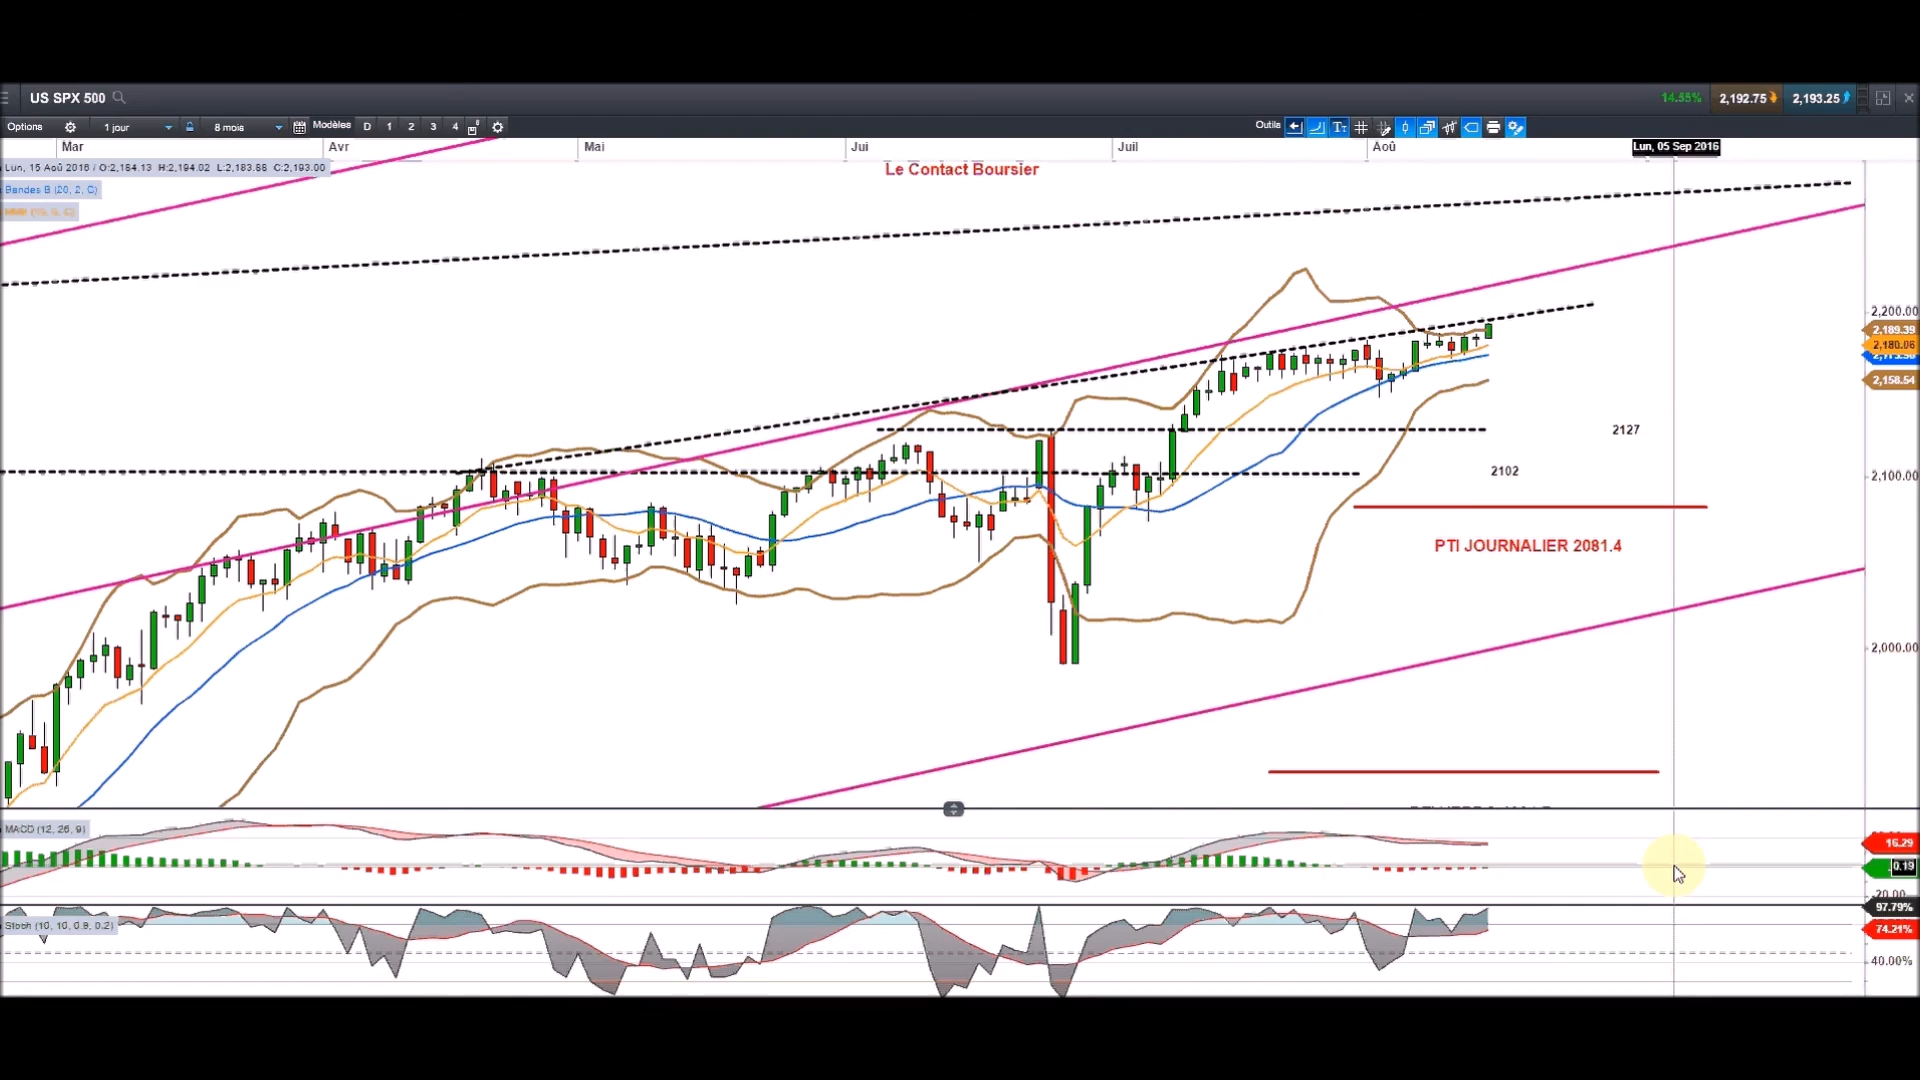 US SPX 500
14.55% 2,192.75 2,193.25
Options 1 jour 8 mois Modèles D 1 2 3 4 Outils
Mar Avr Mai Jui Juil Aoû Lun, 05 Sep 2016
Lun, 15 Aoû 2016 / O:2,184.13 H:2,194.02 L:2,183.88 C:2,193.00
Le Contact Boursier
Bandes B (20, 2, C)
2,200.00
2,189.39
2,180.06
2,158.54
2127
2102
2,100.00
PTI JOURNALIER 2081.4
2,000.00
MACD (12, 26, 9)
16.29
0.19
-20.00
97.79%
Stoch (10, 10, 0.8, 0.2)
74.21%
40.00%